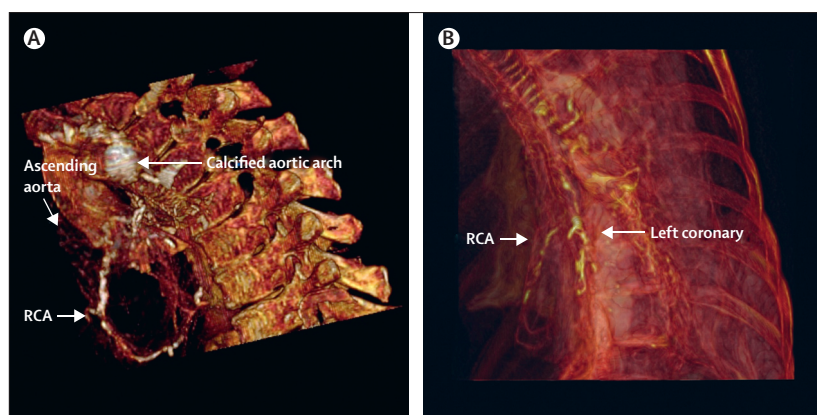 A
Ascending
aorta
Calcified aortic arch
RCA
B
RCA
Left coronary